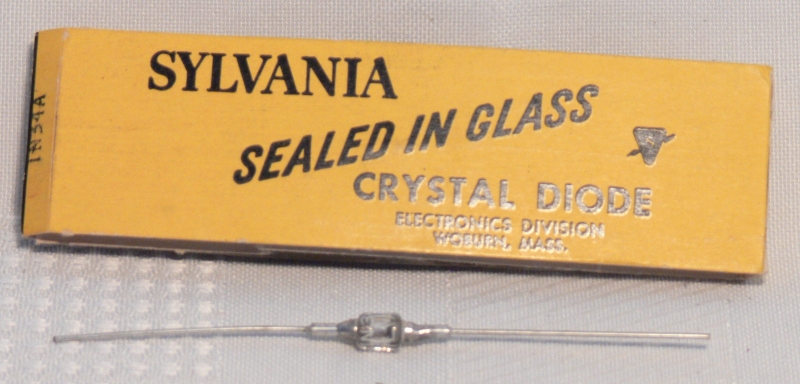 SYLVANIA
SEALED IN GLASS
CRYSTAL DIODE
ELECTRONICS DIVISION
WOBURN, MASS.
1N34A